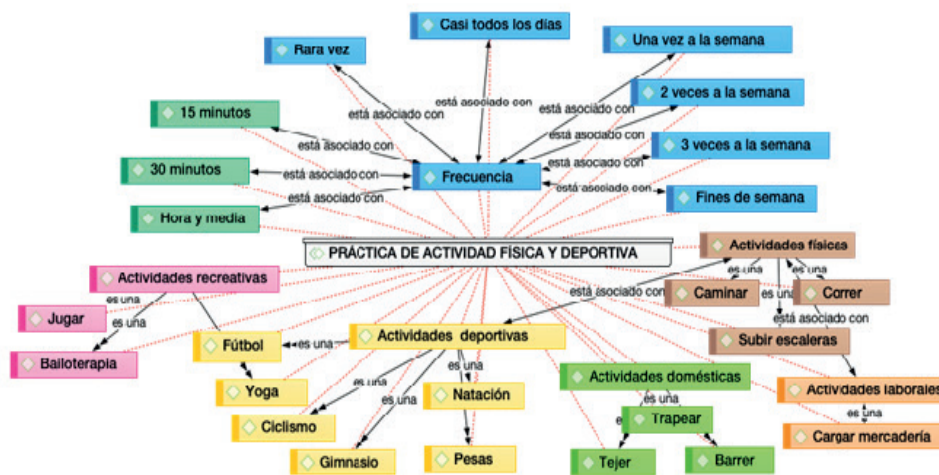 Casi todos los días
Rara vez
Una vez a la semana
2 veces a la semana
está asociado con
está asociado con
está asociado con
está asociado con
15 minutos
está asociado con
está asociado con
3 veces a la semana
30 minutos
está asociado con
Frecuencia
está asociado con
Hora y media
está asociado con
Fines de semana
PRÁCTICA DE ACTIVIDAD FÍSICA Y DEPORTIVA
Actividades físicas
Actividades recreativas
es una
es una
Caminar
es una
Correr
es una
Jugar
es una
está asociado con
está asociado con
Actividades deportivas
Subir escaleras
Bailoterapia
Fútbol
es una
Yoga
es una
es una
Natación
Actividades domésticas
Actividades laborales
es una
es una
es una
Ciclismo
Trapear
Cargar mercadería
Gimnasio
Pesas
Tejer
Barrer